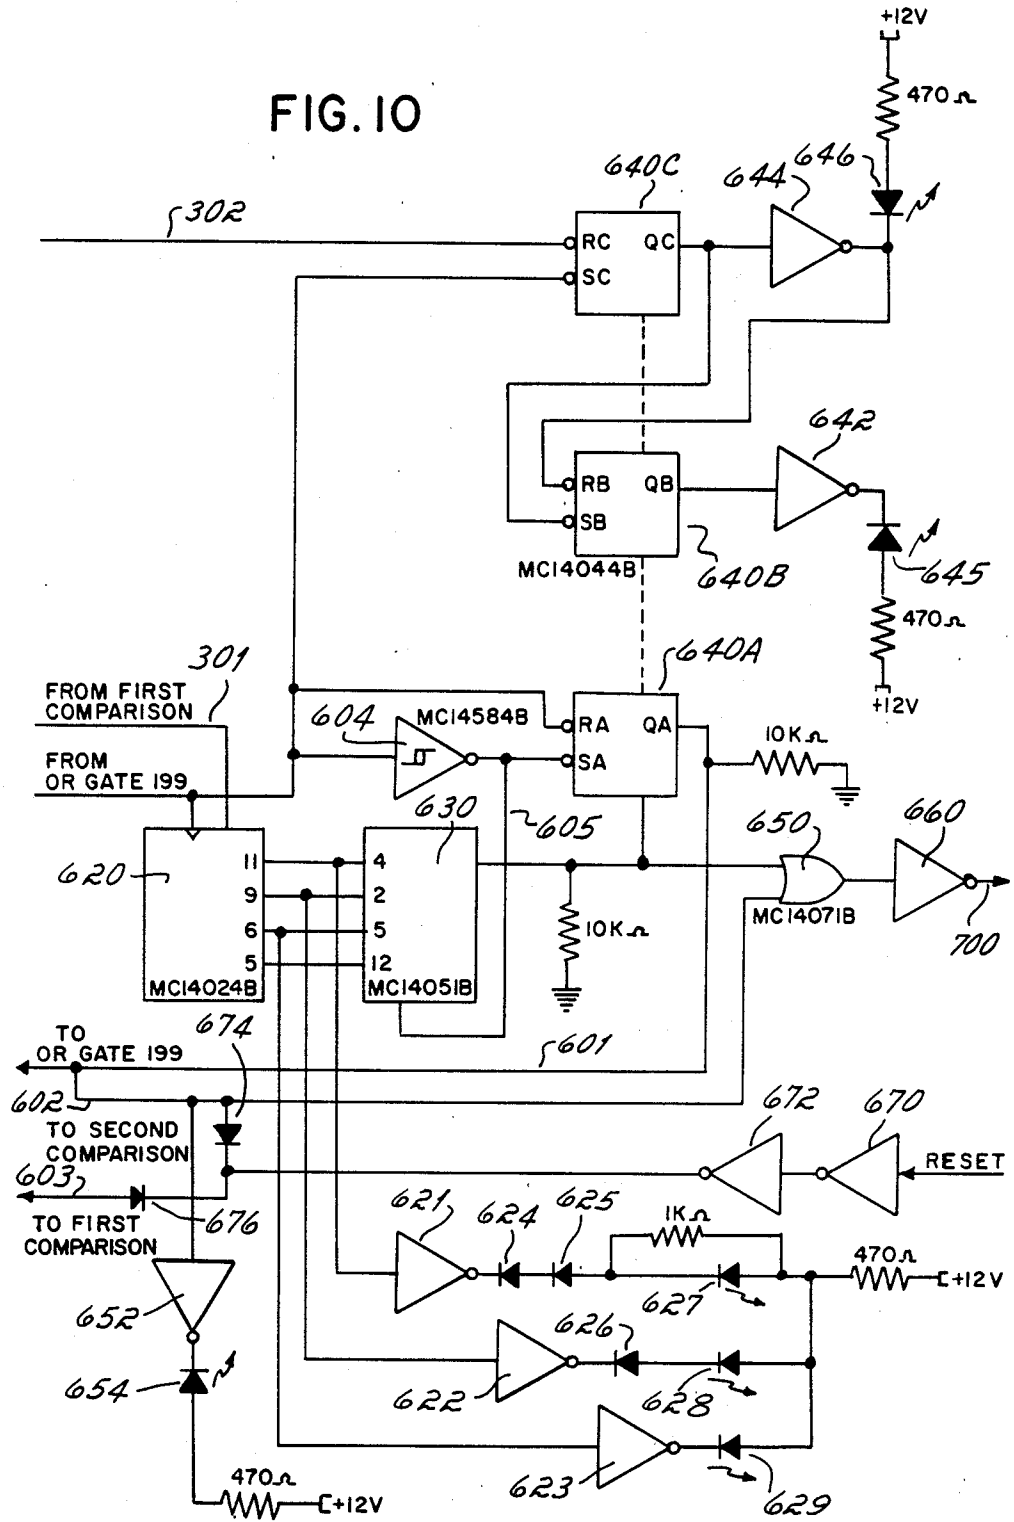 +12V
FIG. 10
470Ω
646
644
640C
302
RC QC
SC
642
RB QB
SB
MC14044B
640B
645
470Ω
+12V
640A
301
FROM FIRST
COMPARISON
604
MC14584B
RA QA
SA
10KΩ
FROM
OR GATE 199
630
605
650
660
620
11 4
9 2
6 5
5 12
MC14024B
MC14051B
10KΩ
MC14071B
700
674
TO
OR GATE 199
601
602
TO SECOND
COMPARISON
672
670
RESET
603
676
TO FIRST
COMPARISON
621
624
625
1KΩ
470Ω
+12V
627
652
626
654
622
628
623
629
470Ω
+12V